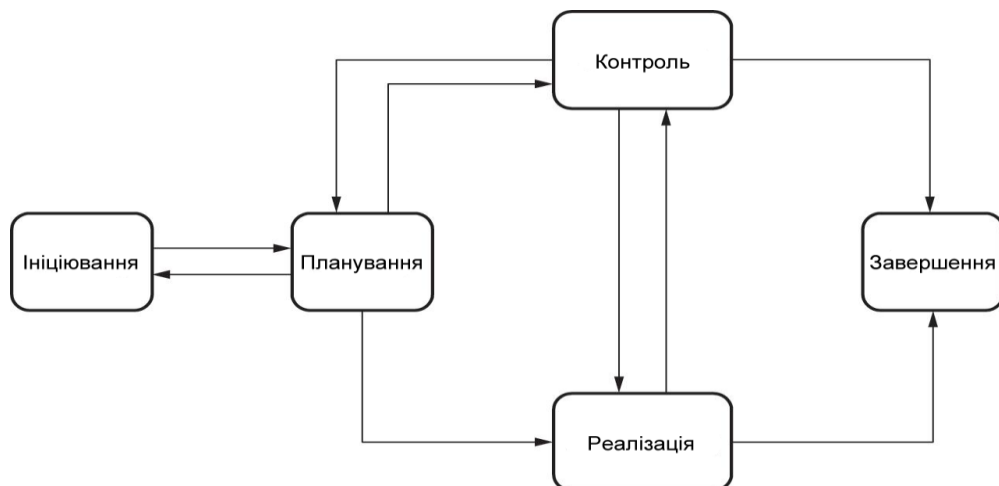 Контроль
Ініціювання
Планування
Завершення
Реалізація